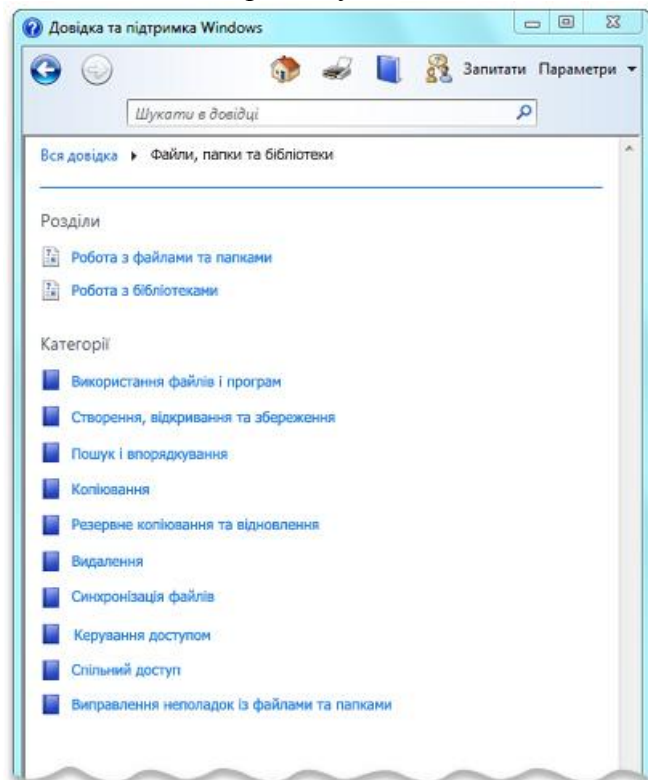 Довідка та підтримка Windows
Запитати Параметри
Шукати в довідці
Вся довідка Файли, папки та бібліотеки
Розділи
Робота з файлами та папками
Робота з бібліотеками
Категорії
Використання файлів і програм
Створення, відкривання та збереження
Пошук і впорядкування
Копіювання
Резервне копіювання та відновлення
Видалення
Синхронізація файлів
Керування доступом
Спільний доступ
Виправлення неполадок із файлами та папками